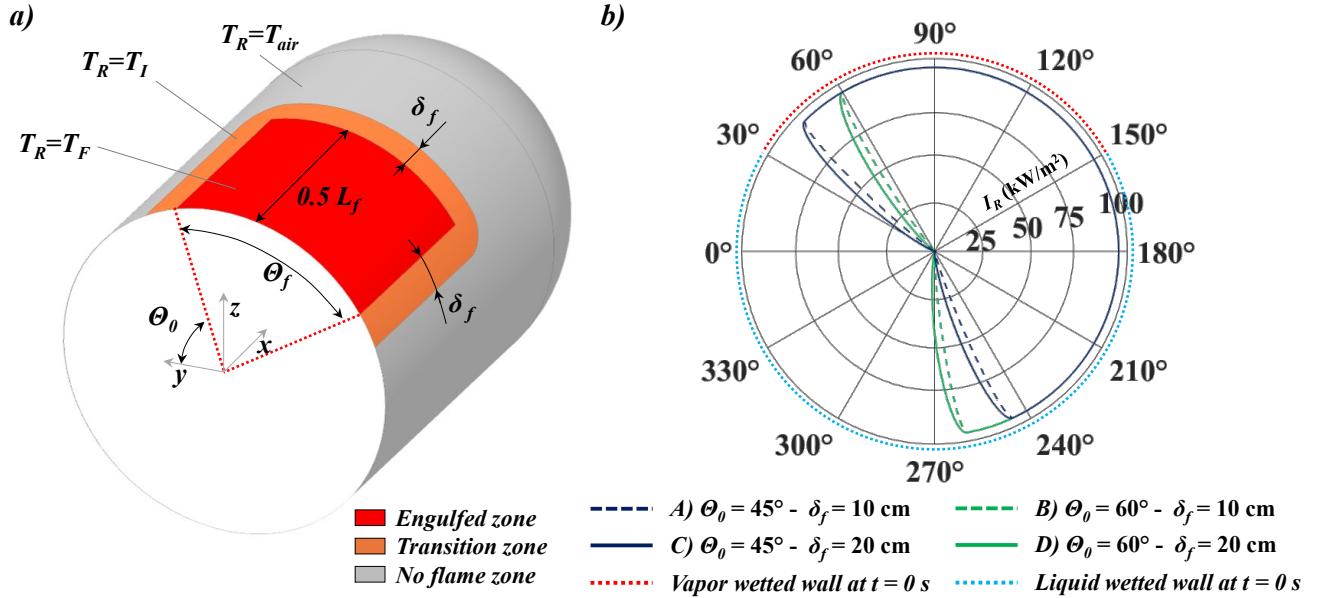 a)
T_R=T_air
T_R=T_I
T_R=T_F
δ_f
0.5 L_f
Θ_f
δ_f
Θ_0
z
x
y
Engulfed zone
Transition zone
No flame zone
b)
90°
60°
120°
30°
150°
I_R (kW/m²)
0°
25
50
75
100
180°
330°
210°
300°
240°
270°
A) Θ_0 = 45° - δ_f = 10 cm
B) Θ_0 = 60° - δ_f = 10 cm
C) Θ_0 = 45° - δ_f = 20 cm
D) Θ_0 = 60° - δ_f = 20 cm
Vapor wetted wall at t = 0 s
Liquid wetted wall at t = 0 s